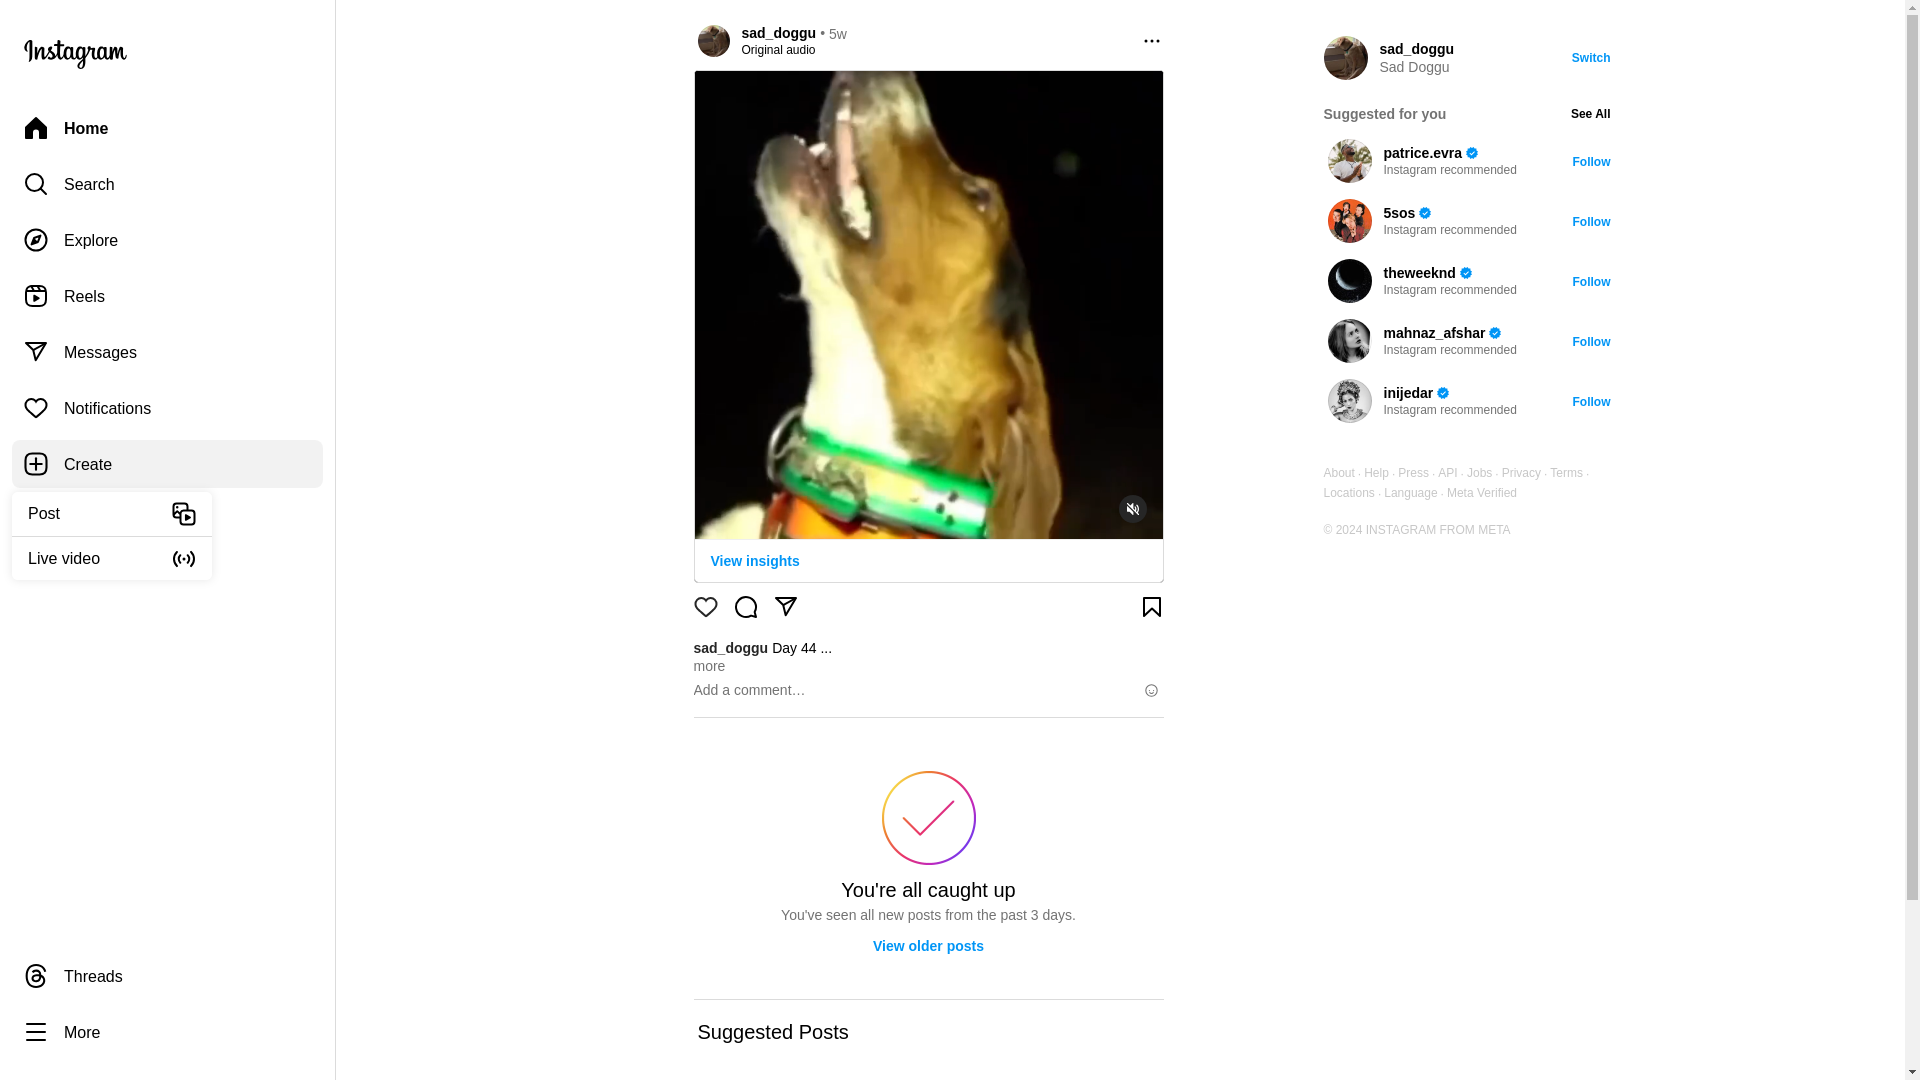 Instagram
Home
Search
Explore
Reels
Messages
Notifications
Create
Post
Live video
Threads
More
sad_doggu • 5w
Original audio
View insights
sad_doggu Day 44 ...
more
Add a comment…
You're all caught up
You've seen all new posts from the past 3 days.
View older posts
Suggested Posts
sad_doggu
Sad Doggu
Switch
Suggested for you
See All
patrice.evra
Instagram recommended
Follow
5sos
Instagram recommended
Follow
theweeknd
Instagram recommended
Follow
mahnaz_afshar
Instagram recommended
Follow
inijedar
Instagram recommended
Follow
About · Help · Press · API · Jobs · Privacy · Terms ·
Locations · Language · Meta Verified
© 2024 INSTAGRAM FROM META